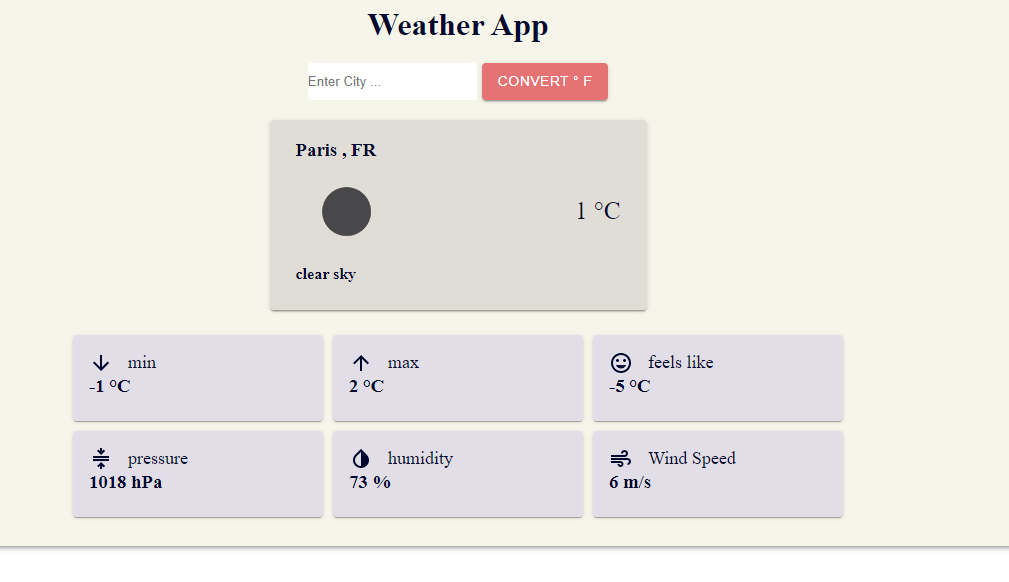 Weather App
Enter City ...
CONVERT ° F
Paris , FR
1 °C
clear sky
min
-1 °C
max
2 °C
feels like
-5 °C
pressure
1018 hPa
humidity
73 %
Wind Speed
6 m/s